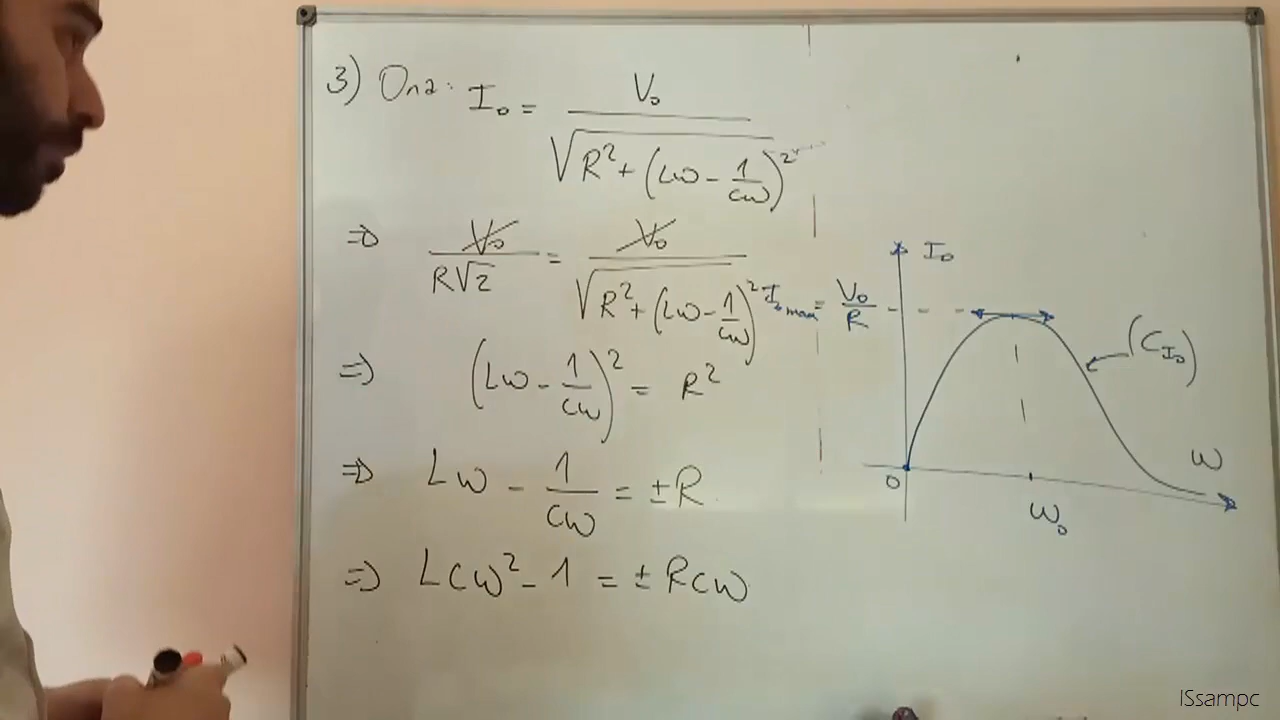 3) On a: I₀ = V₀ / √(R² + (Lω - 1/Cω)²)
⇒ V₀ / R√2 = V₀ / √(R² + (Lω - 1/Cω)²)
⇒ (Lω - 1/Cω)² = R²
⇒ Lω - 1/Cω = ±R
⇒ LCω² - 1 = ±RCω
I₀
I₀max = V₀/R
(C_I₀)
ω
0
ω₀
ISsampc